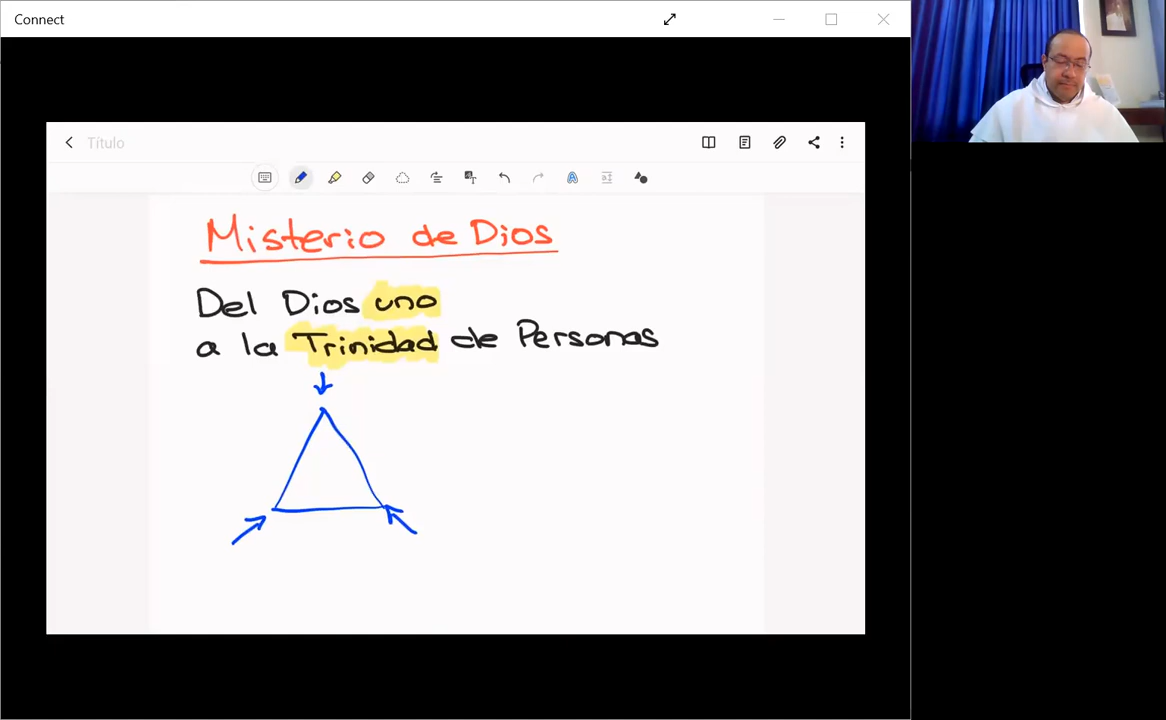 Connect
Título
Misterio de Dios
Del Dios uno
a la Trinidad de Personas